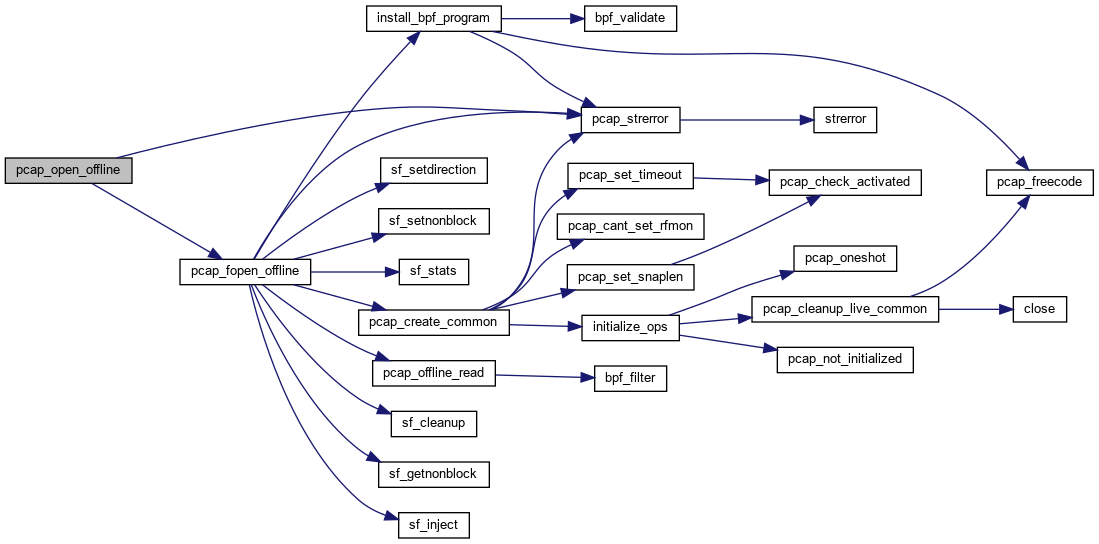 install_bpf_program
bpf_validate
pcap_strerror
strerror
pcap_open_offline
sf_setdirection
pcap_set_timeout
pcap_check_activated
pcap_freecode
sf_setnonblock
pcap_cant_set_rfmon
pcap_fopen_offline
sf_stats
pcap_set_snaplen
pcap_oneshot
pcap_create_common
initialize_ops
pcap_cleanup_live_common
close
pcap_not_initialized
pcap_offline_read
bpf_filter
sf_cleanup
sf_getnonblock
sf_inject